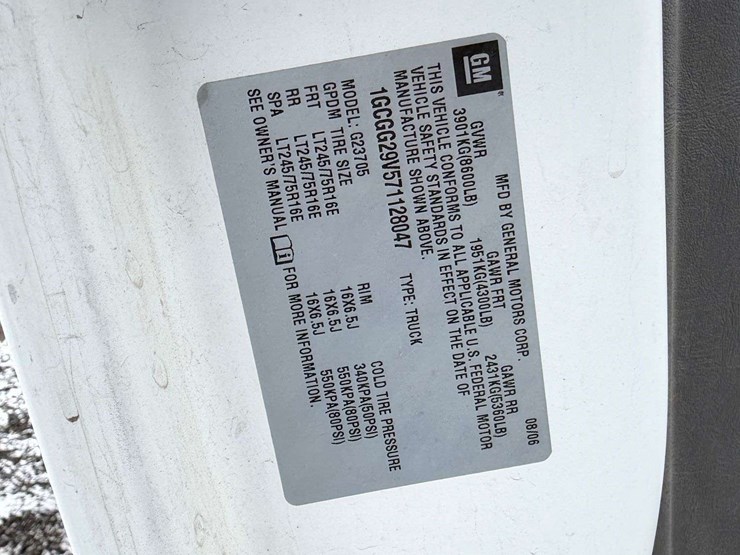 GM®
MFD BY GENERAL MOTORS CORP. 08/06
GVWR GAWR FRT GAWR RR
3901KG(8600LB) 1951KG(4300LB) 2431KG(5360LB)
THIS VEHICLE CONFORMS TO ALL APPLICABLE U.S. FEDERAL MOTOR
VEHICLE SAFETY STANDARDS IN EFFECT ON THE DATE OF
MANUFACTURE SHOWN ABOVE.
1GCGG29V571128047 TYPE: TRUCK
MODEL: G23705
GPDM TIRE SIZE RIM COLD TIRE PRESSURE
FRT LT245/75R16E 16X6.5J 340KPA(50PSI)
RR LT245/75R16E 16X6.5J 550KPA(80PSI)
SPA LT245/75R16E 16X6.5J 550KPA(80PSI)
SEE OWNER'S MANUAL i FOR MORE INFORMATION.